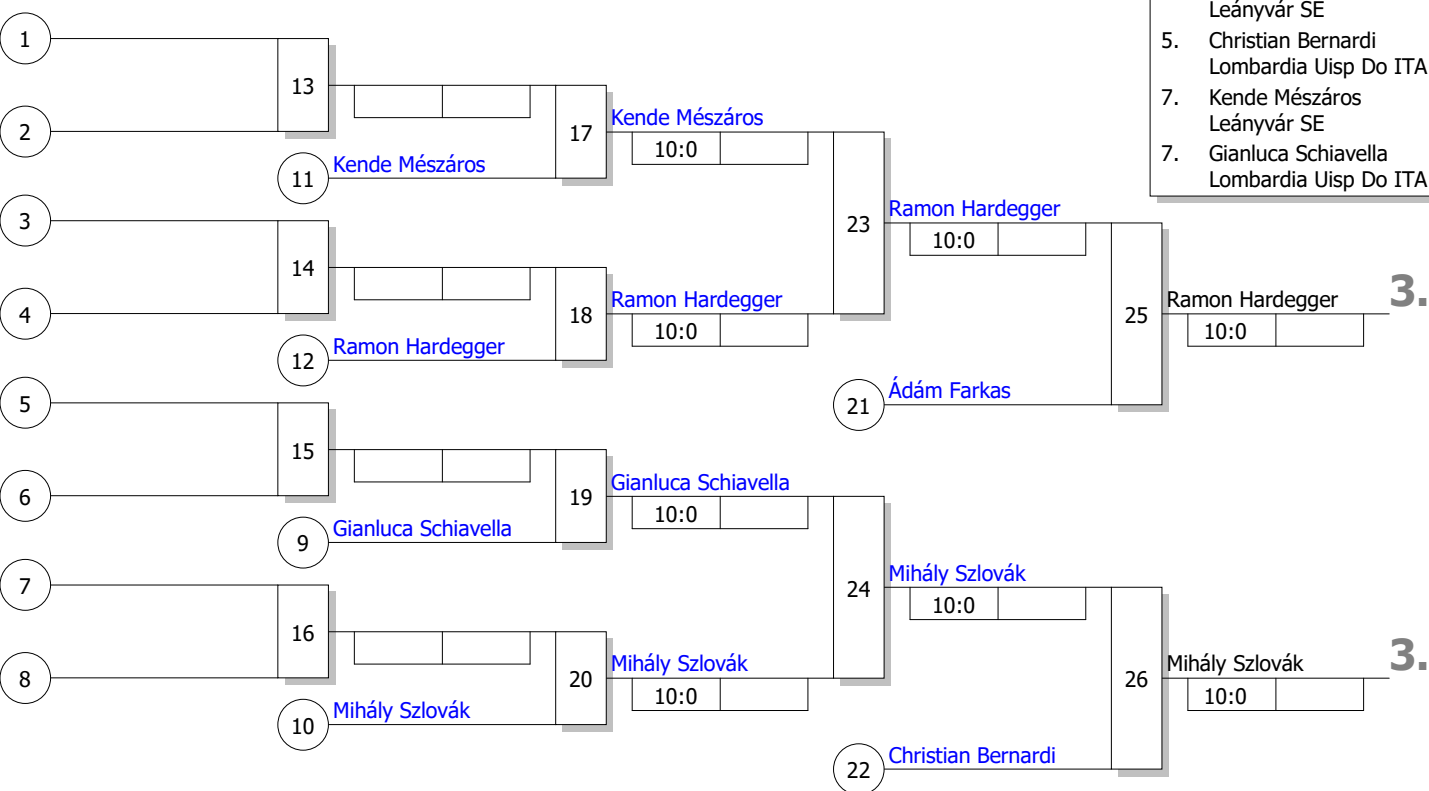 Leányvár SE
5. Christian Bernardi
Lombardia Uisp Do ITA
7. Kende Mészáros
Leányvár SE
7. Gianluca Schiavella
Lombardia Uisp Do ITA
1
13
2
17
Kende Mészáros
10:0
11
Kende Mészáros
3
23
Ramon Hardegger
10:0
14
4
18
Ramon Hardegger
10:0
12
Ramon Hardegger
25
Ramon Hardegger
3.
10:0
5
21
Ádám Farkas
15
6
19
Gianluca Schiavella
10:0
9
Gianluca Schiavella
7
24
Mihály Szlovák
10:0
16
8
20
Mihály Szlovák
10:0
10
Mihály Szlovák
26
Mihály Szlovák
3.
10:0
22
Christian Bernardi